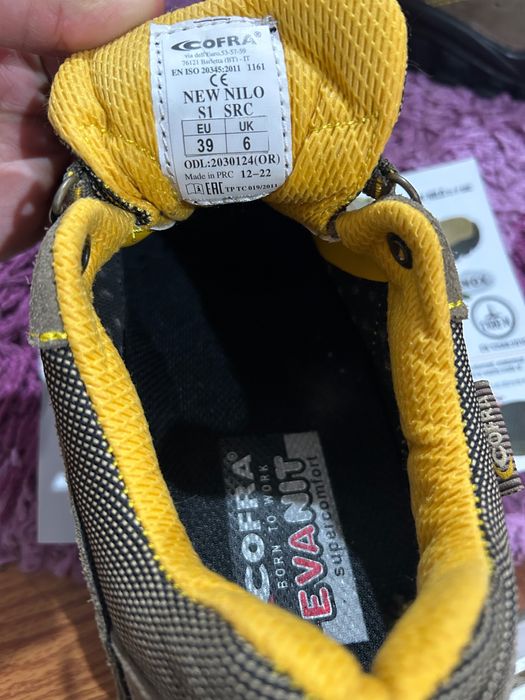 COFRA
via dell'Euro,53-57-59
76121 Barletta (BT) - IT
EN ISO 20345:2011 1161
CE
NEW NILO
S1 SRC
EU UK
39 6
ODL:2030124(OR)
Made in PRC 12-22
EAC TP TC 019/2011
COFRA
BORN TO WORK
EVANIT
supercomfort
COFRA